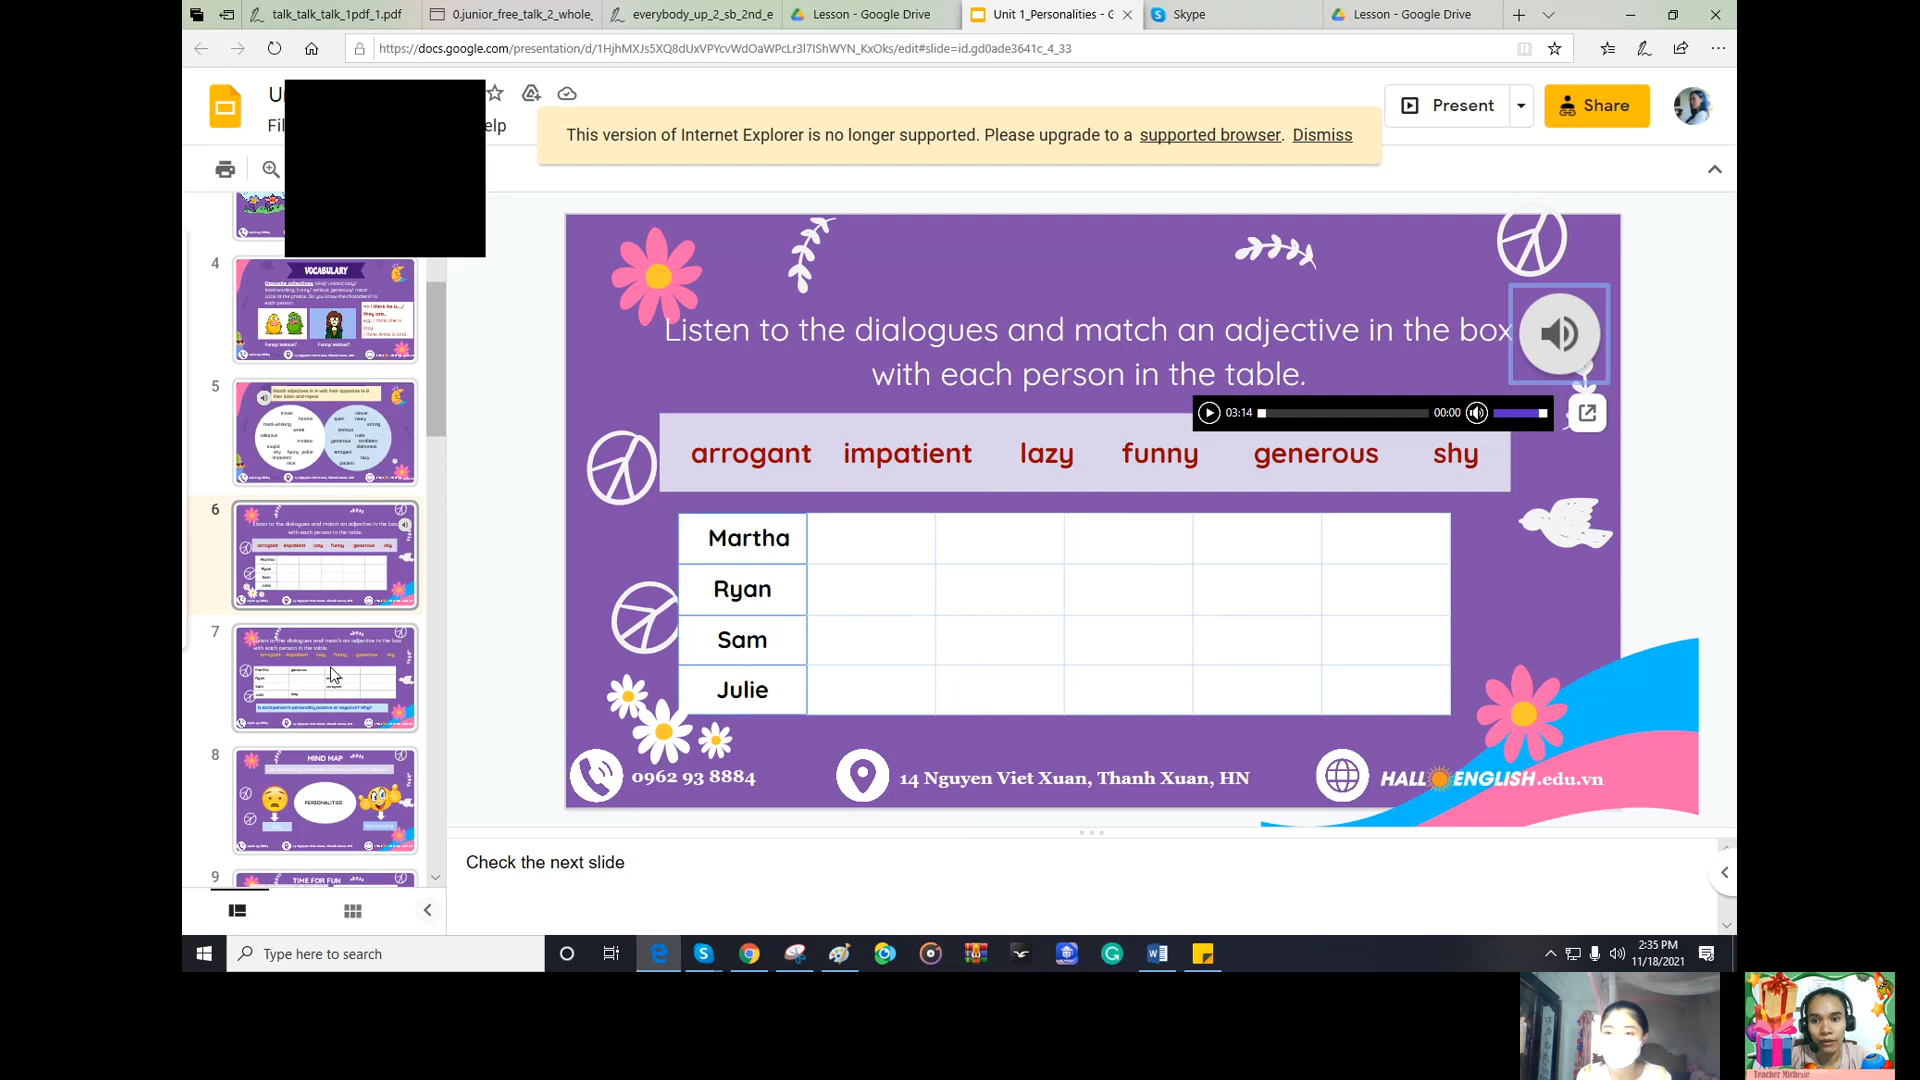 talk_talk_talk_1pdf_1.pdf
0.junior_free_talk_2_whole_
everybody_up_2_sb_2nd_e
Lesson - Google Drive
Unit 1_Personalities - G
Skype
Lesson - Google Drive
https://docs.google.com/presentation/d/1HjhMXJs5XQ8dUxVPYcvWdOaWPcLr3l7IShWYN_KxOks/edit#slide=id.gd0ade3641c_4_33
Present
Share
This version of Internet Explorer is no longer supported. Please upgrade to a supported browser. Dismiss
4
VOCABULARY
5
6
7
8
MIND MAP
PERSONALITIES
9
TIME FOR FUN
Listen to the dialogues and match an adjective in the box
with each person in the table.
03:14
00:00
arrogant impatient lazy funny generous shy
Martha
Ryan
Sam
Julie
0962 93 8884
14 Nguyen Viet Xuan, Thanh Xuan, HN
HALLO ENGLISH.edu.vn
Check the next slide
Type here to search
2:35 PM
11/18/2021
Teacher Michelle